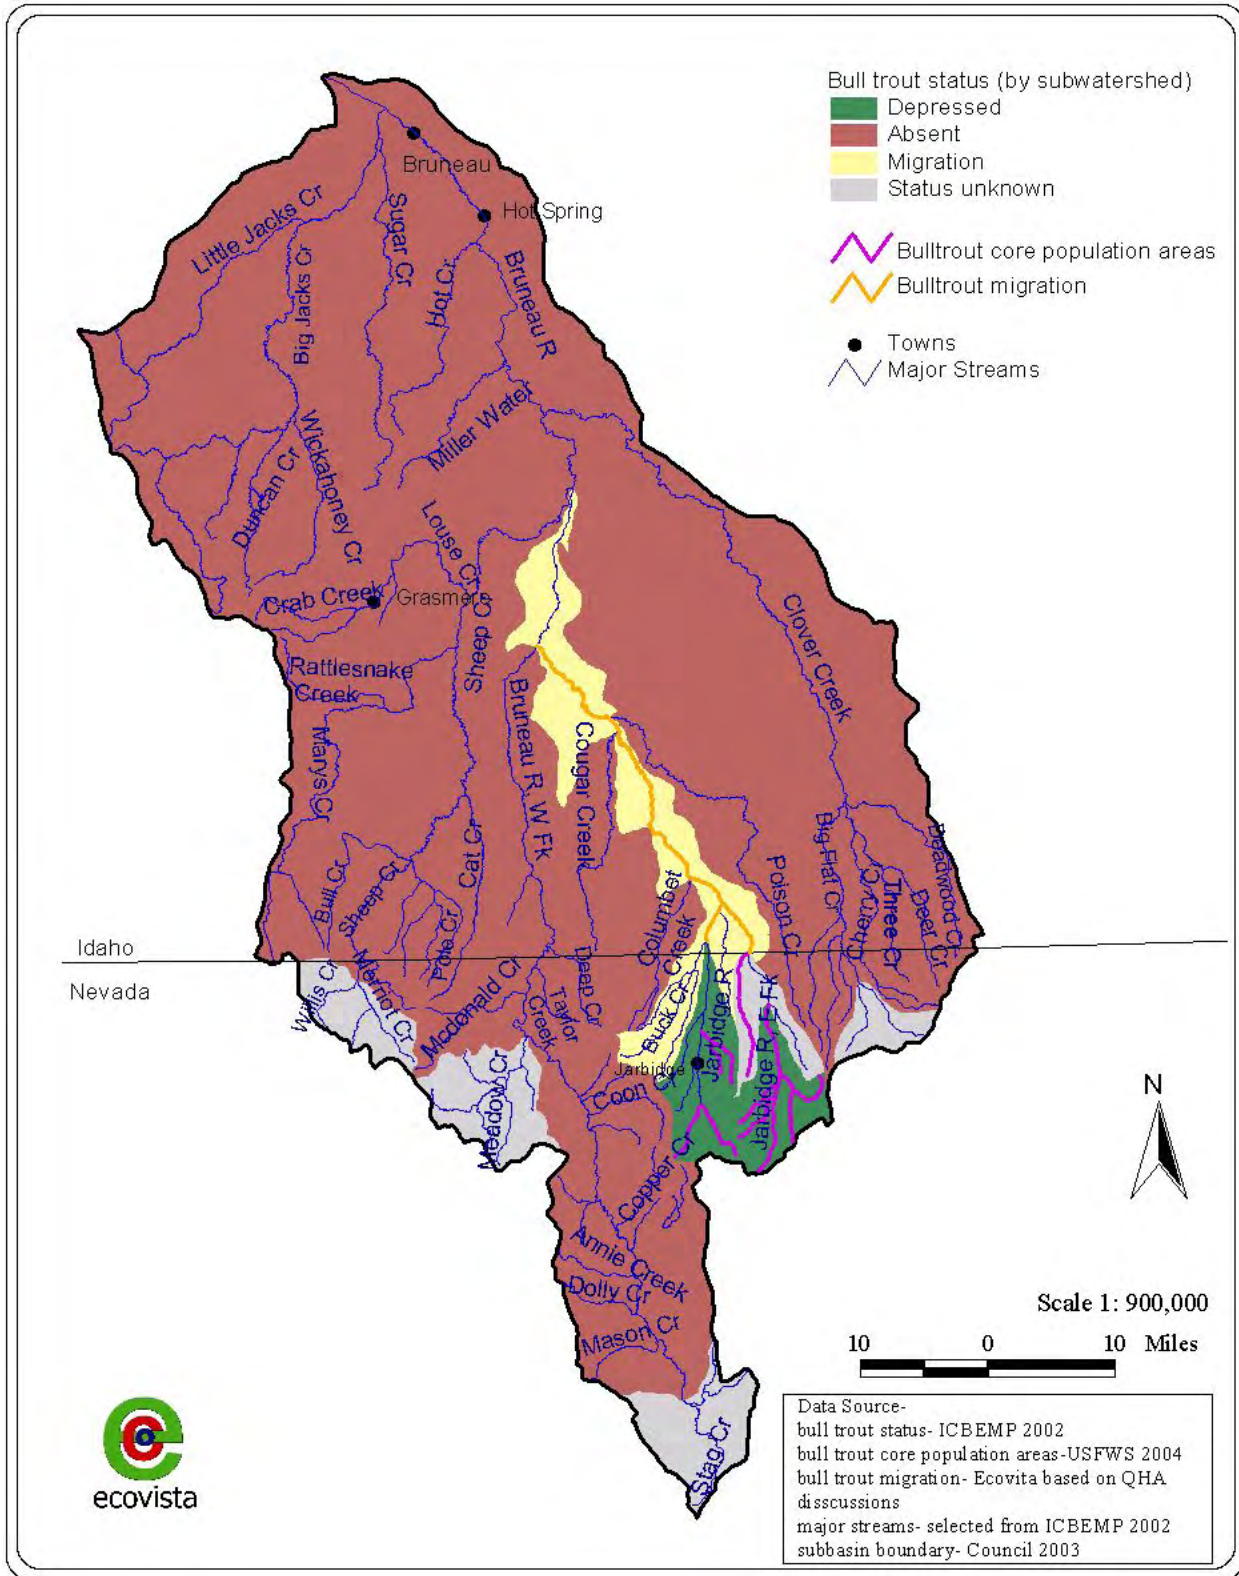 Bull trout status (by subwatershed)
Depressed
Absent
Migration
Status unknown
Bulltrout core population areas
Bulltrout migration
Towns
Major Streams
Bruneau
Hot Spring
Little Jacks Cr
Sugar Cr
Big Jacks Cr
Hot Cr
Bruneau R
Miller Water
Wickahoney Cr
Duncan Cr
Louse Cr
Crab Creek
Grasmere
Sheep Cr
Clover Creek
Rattlesnake
Creek
Marys Cr
Bruneau R, W Fk
Cougar Creek
Cat Cr
Bull Cr
Sheep Cr
Pole Cr
Columbet
Creek
Poison Cr
Big Flat Cr
Cherry Cr
Three Cr
Deer Cr
Deadwood Cr
Idaho
Nevada
Willis Cr
Merriot Cr
Mcdonald Cr
Taylor
Creek
Deep Cr
Buck Cr
Jarbidge R
Jarbidge R, E Fk
Jarbidge
Meadow Cr
Coon Cr
Copper Cr
Annie Creek
Dolly Cr
Mason Cr
Stag Cr
N
Scale 1: 900,000
10 0 10 Miles
Data Source-
bull trout status- ICBEMP 2002
bull trout core population areas-USFWS 2004
bull trout migration- Ecovita based on QHA
disscussions
major streams- selected from ICBEMP 2002
subbasin boundary- Council 2003
ecovista